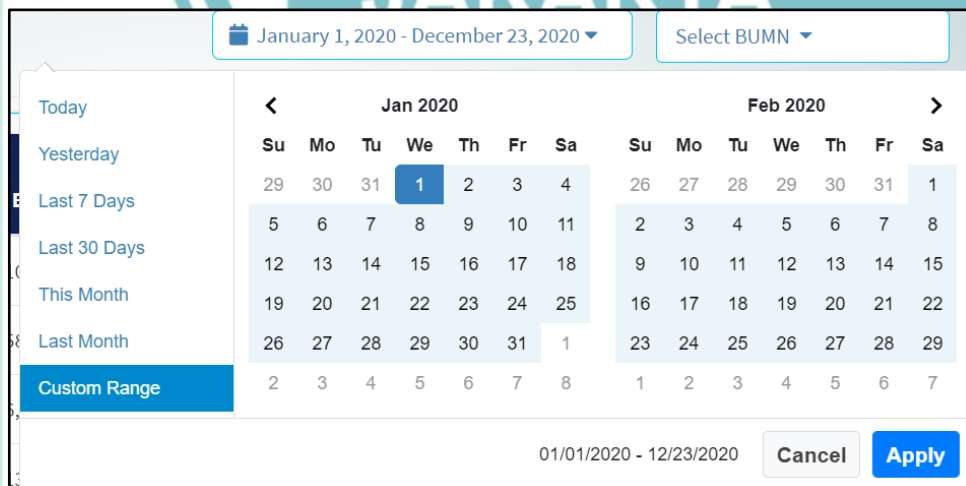 JAKARTA
January 1, 2020 - December 23, 2020
Select BUMN
Today
Yesterday
Last 7 Days
Last 30 Days
This Month
Last Month
Custom Range
Jan 2020
Su Mo Tu We Th Fr Sa
29 30 31 1 2 3 4
5 6 7 8 9 10 11
12 13 14 15 16 17 18
19 20 21 22 23 24 25
26 27 28 29 30 31 1
2 3 4 5 6 7 8
Feb 2020
Su Mo Tu We Th Fr Sa
26 27 28 29 30 31 1
2 3 4 5 6 7 8
9 10 11 12 13 14 15
16 17 18 19 20 21 22
23 24 25 26 27 28 29
1 2 3 4 5 6 7
01/01/2020 - 12/23/2020
Cancel
Apply